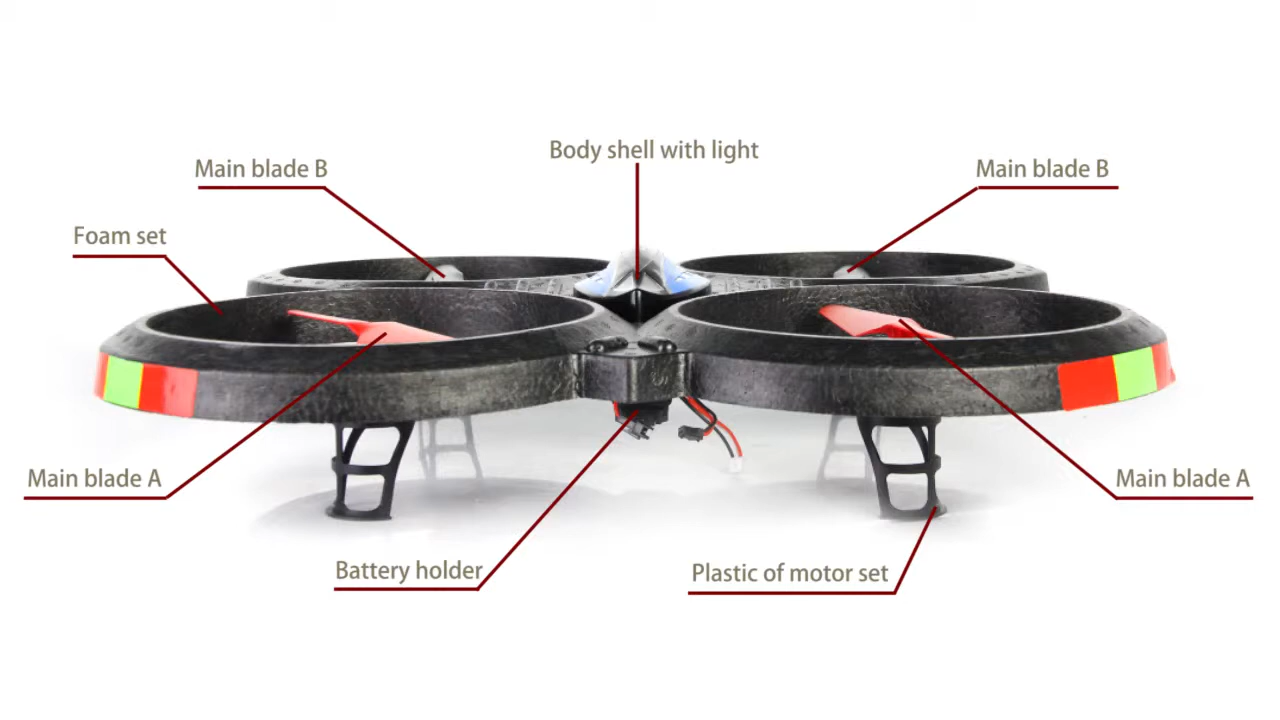 Body shell with light
Main blade B
Main blade B
Foam set
Main blade A
Main blade A
Battery holder
Plastic of motor set